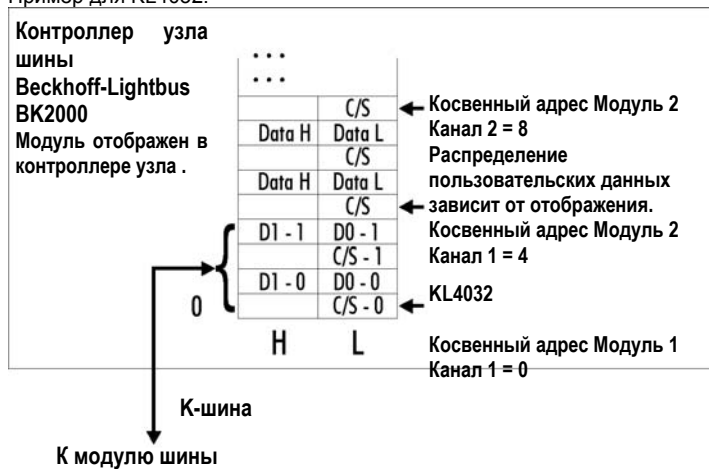 Пример для KL4032:
Контроллер узла
шины
Beckhoff-Lightbus
BK2000
Модуль отображен в
контроллере узла .
...
...
C/S
Data H Data L
C/S
Data H Data L
C/S
D1 - 1 D0 - 1
C/S - 1
D1 - 0 D0 - 0
0 C/S - 0
H L
Косвенный адрес Модуль 2
Канал 2 = 8
Распределение
пользовательских данных
зависит от отображения.
Косвенный адрес Модуль 2
Канал 1 = 4
KL4032
Косвенный адрес Модуль 1
Канал 1 = 0
К-шина
К модулю шины